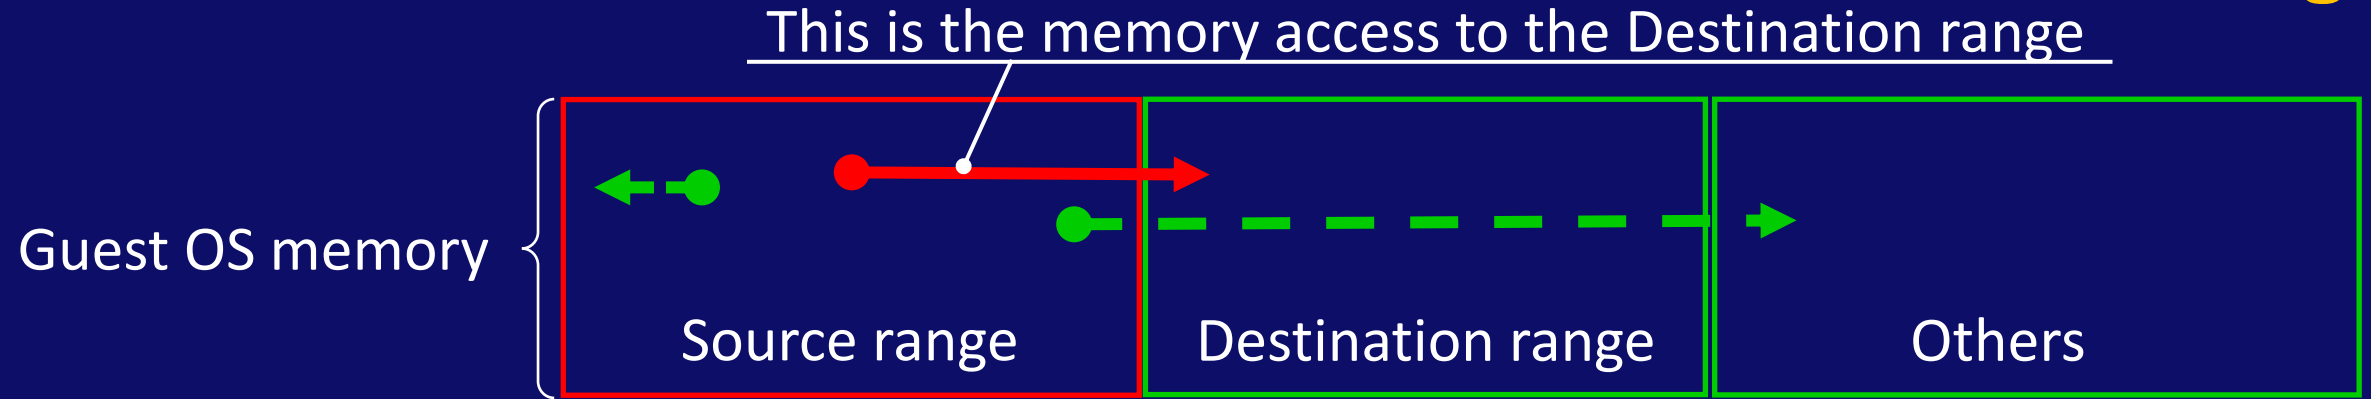 This is the memory access to the Destination range
Guest OS memory
Source range
Destination range
Others